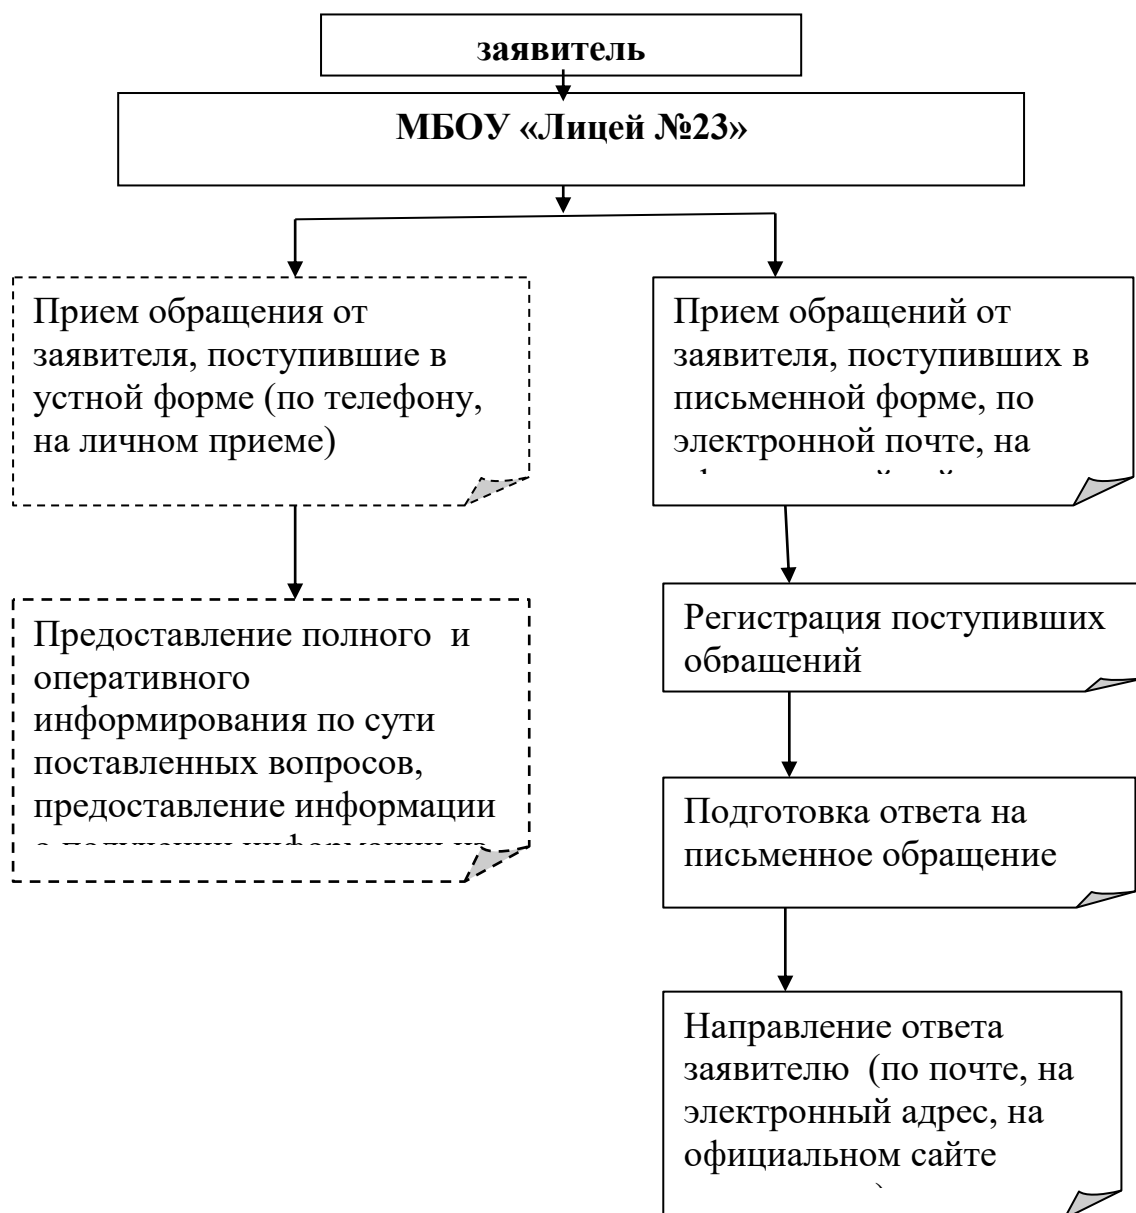 заявитель
МБОУ «Лицей №23»
Прием обращения от
заявителя, поступившие в
устной форме (по телефону,
на личном приеме)
Прием обращений от
заявителя, поступивших в
письменной форме, по
электронной почте, на
Предоставление полного и
оперативного
информирования по сути
поставленных вопросов,
предоставление информации
Регистрация поступивших
обращений
Подготовка ответа на
письменное обращение
Направление ответа
заявителю (по почте, на
электронный адрес, на
официальном сайте